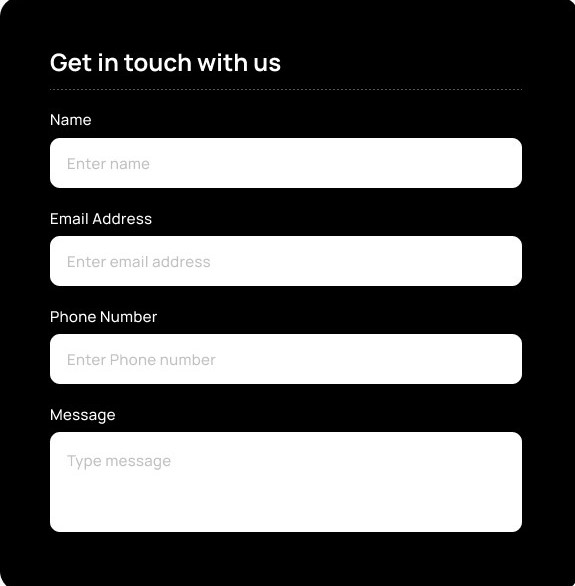 Get in touch with us
Name
Enter name
Email Address
Enter email address
Phone Number
Enter Phone number
Message
Type message